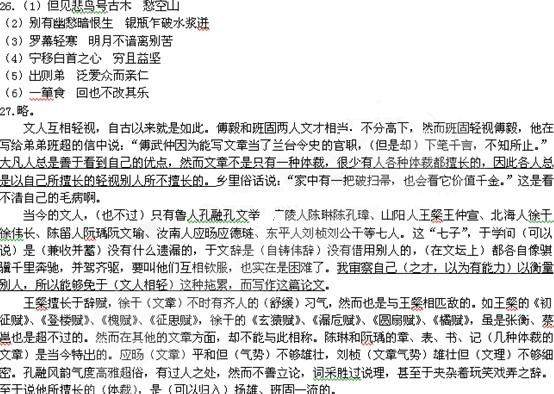 26.（1）但见悲鸟号古木　愁空山
（2）别有幽愁暗恨生　银瓶乍破水浆迸
（3）罗幕轻寒　明月不谙离别苦
（4）宁移白首之心　穷且益坚
（5）出则弟　泛爱众而亲仁
（6）一箪食　回也不改其乐
27.略。
文人互相轻视，自古以来就是如此。傅毅和班固两人文才相当．不分高下，然而班固轻视傅毅，他在
写给弟弟班超的信中说：“傅武仲因为能写文章当了兰台令史的官职，（但是却）下笔千言，不知所止。”
大凡人总是善于看到自己的优点，然而文章不是只有一种体裁，很少有人各种体裁都擅长的，因此各人总
是以自己所擅长的轻视别人所不擅长的。乡里俗话说：“家中有一把破扫帚，也会看它价值千金。”这是看
不清自己的毛病啊。
当今的文人，（也不过）只有鲁人孔融孔文举　广陵人陈琳陈孔璋、山阳人王粲王仲宣、北海人徐干
徐伟长、陈留人阮瑀阮文瑜、汝南人应玚应德琏、东平人刘桢刘公干等七人。这“七子”，于学问（可以
说）是（兼收并蓄）没有什么遗漏的，于文辞是（自铸伟辞）没有借用别人的，（在文坛上）都各自像骐
骥千里奔驰，并驾齐驱，要叫他们互相钦服，也实在是困难了。我审察自己（之才，以为有能力）以衡量
别人，所以能够免于（文人相轻）这种拖累，而写作这篇论文。
王粲擅长于辞赋，徐干（文章）不时有齐人的（舒缓）习气，然而也是与王粲相匹敌的。如王粲的《初
征赋》、《登楼赋》、《槐赋》、《征思赋》，徐干的《玄猿赋》、《漏卮赋》、《圆扇赋》、《橘赋》，虽是张衡、蔡
邕也是超不过的。然而在其他的文章方面，却不能与此相称。陈琳和阮瑀的章、表、书、记（几种体裁的
文章）是当今特出的。应玚（文章）平和但（气势）不够雄壮，刘桢（文章气势）雄壮但（文理）不够细
密。孔融风韵气度高雅超俗，有过人之处，然而不善立论，词采胜过说理，甚至于夹杂着玩笑戏弄之辞。
至于说他所擅长的（体裁），是（可以归入）扬雄、班固一流的。